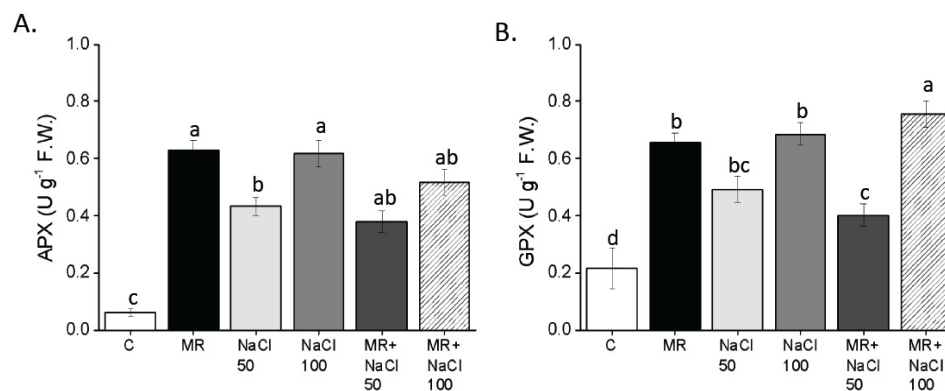 A.
1.0
0.8
0.6
0.4
0.2
0.0
APX (U g⁻¹ F.W.)
c
a
b
a
ab
ab
C
MR
NaCl
50
NaCl
100
MR+
NaCl
50
MR+
NaCl
100
B.
1.0
0.8
0.6
0.4
0.2
0.0
GPX (U g⁻¹ F.W.)
d
b
bc
b
c
a
C
MR
NaCl
50
NaCl
100
MR+
NaCl
50
MR+
NaCl
100